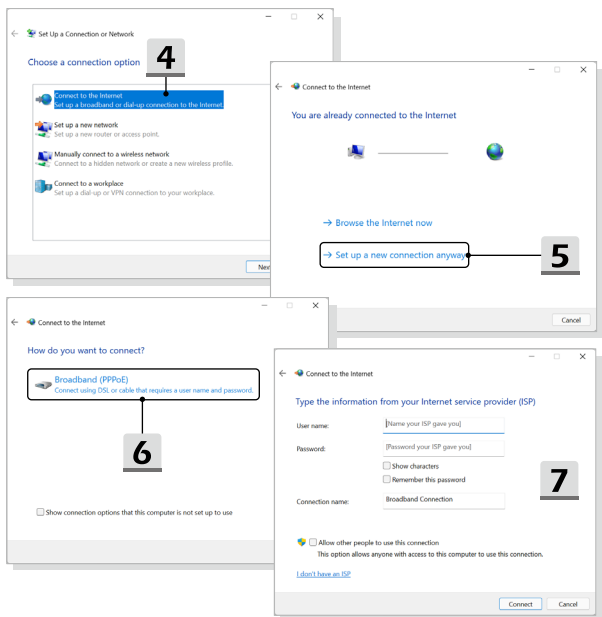 Set Up a Connection or Network
Choose a connection option
4
Connect to the Internet
Set up a broadband or dial-up connection to the Internet.
Set up a new network
Set up a new router or access point.
Manually connect to a wireless network
Connect to a hidden network or create a new wireless profile.
Connect to a workplace
Set up a dial-up or VPN connection to your workplace.
Connect to the Internet
You are already connected to the Internet
→ Browse the Internet now
→ Set up a new connection anyway
5
Cancel
Connect to the Internet
How do you want to connect?
Broadband (PPPoE)
Connect using DSL or cable that requires a user name and password.
6
Show connection options that this computer is not set up to use
Connect to the Internet
Type the information from your Internet service provider (ISP)
User name:
[Name your ISP gave you]
Password:
[Password your ISP gave you]
Show characters
Remember this password
7
Connection name:
Broadband Connection
Allow other people to use this connection
This option allows anyone with access to this computer to use this connection.
I don't have an ISP
Connect
Cancel